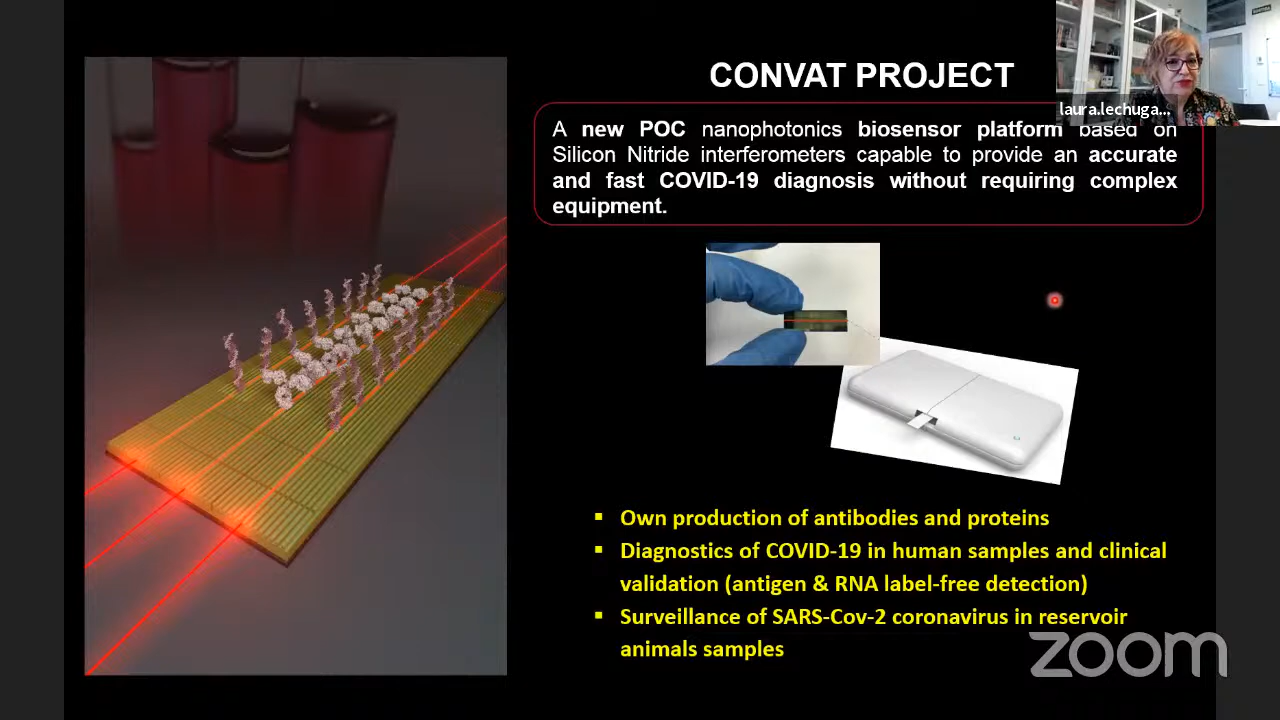 CONVAT PROJECT
laura.lechuga...
A new POC nanophotonics biosensor platform based on
Silicon Nitride interferometers capable to provide an accurate
and fast COVID-19 diagnosis without requiring complex
equipment.
▪ Own production of antibodies and proteins
▪ Diagnostics of COVID-19 in human samples and clinical
validation (antigen & RNA label-free detection)
▪ Surveillance of SARS-Cov-2 coronavirus in reservoir
animals samples
zoom